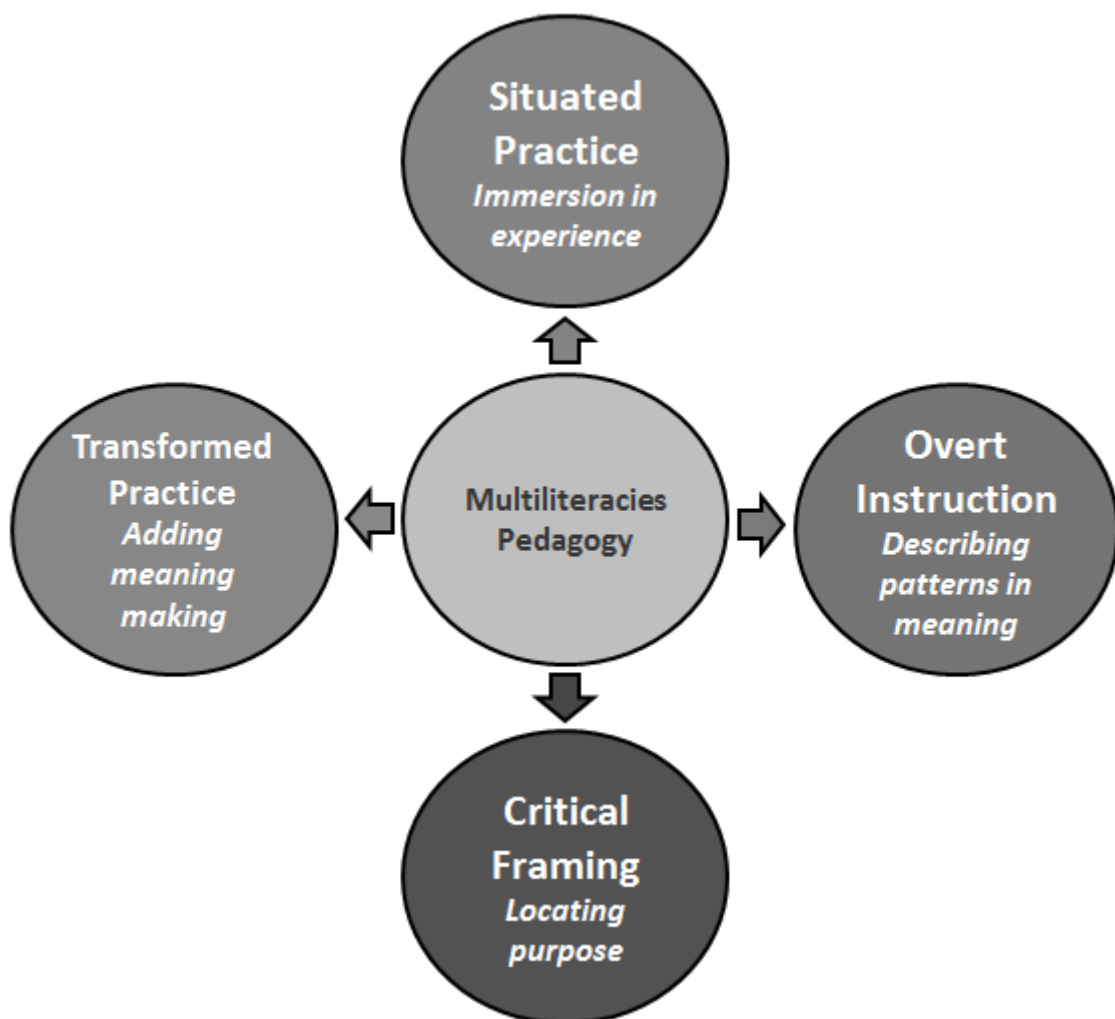 Situated
Practice
Immersion in
experience
Transformed
Practice
Adding
meaning
making
Multiliteracies
Pedagogy
Overt
Instruction
Describing
patterns in
meaning
Critical
Framing
Locating
purpose